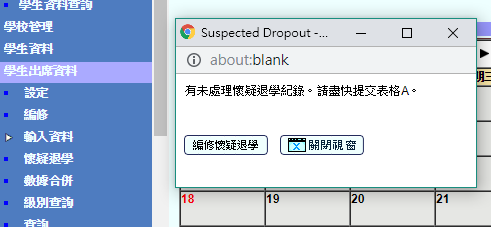 學生資料查詢
學校管理
學生資料
學生出席資料
設定
編修
輸入資料
懷疑退學
數據合併
級別查詢
查詢
Suspected Dropout -...
about:blank
有未處理懷疑退學紀錄。請盡快提交表格A。
編修懷疑退學
關閉視窗
期三
18
19
20
21